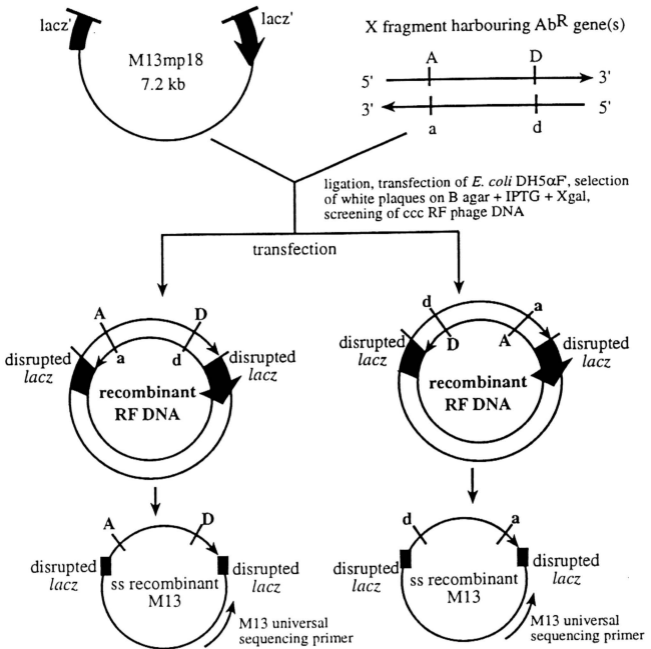 lacz'
lacz'
M13mp18
7.2 kb
X fragment harbouring AbR gene(s)
A D
5' 3'
3' 5'
a d
ligation, transfection of E. coli DH5αF', selection
of white plaques on B agar + IPTG + Xgal,
screening of ccc RF phage DNA
transfection
A D
a d
disrupted
lacz
disrupted
lacz
recombinant
RF DNA
d a
D A
disrupted
lacz
disrupted
lacz
recombinant
RF DNA
A D
disrupted
lacz
disrupted
lacz
ss recombinant
M13
M13 universal
sequencing primer
d a
disrupted
lacz
disrupted
lacz
ss recombinant
M13
M13 universal
sequencing primer